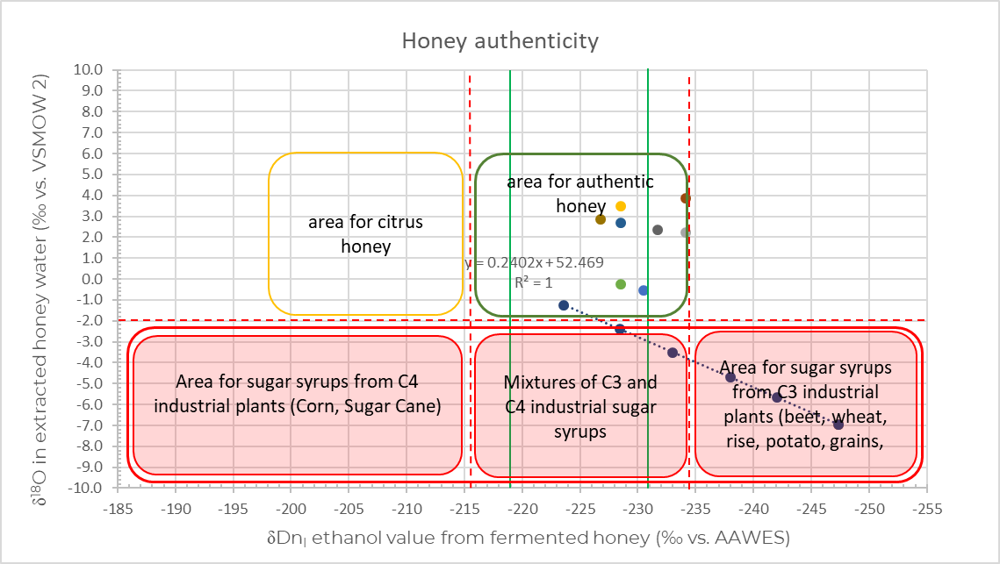 Honey authenticity
δ¹⁸O in extracted honey water (‰ vs. VSMOW 2)
10.0
9.0
8.0
7.0
6.0
5.0
4.0
3.0
2.0
1.0
0.0
-1.0
-2.0
-3.0
-4.0
-5.0
-6.0
-7.0
-8.0
-9.0
-10.0
area for citrus
honey
area for authentic
honey
y = 0.2402x + 52.469
R² = 1
Area for sugar syrups from C4
industrial plants (Corn, Sugar Cane)
Mixtures of C3 and
C4 industrial sugar
syrups
Area for sugar syrups
from C3 industrial
plants (beet, wheat,
rise, potato, grains,
-185
-190
-195
-200
-205
-210
-215
-220
-225
-230
-235
-240
-245
-250
-255
δDn| ethanol value from fermented honey (‰ vs. AAWES)